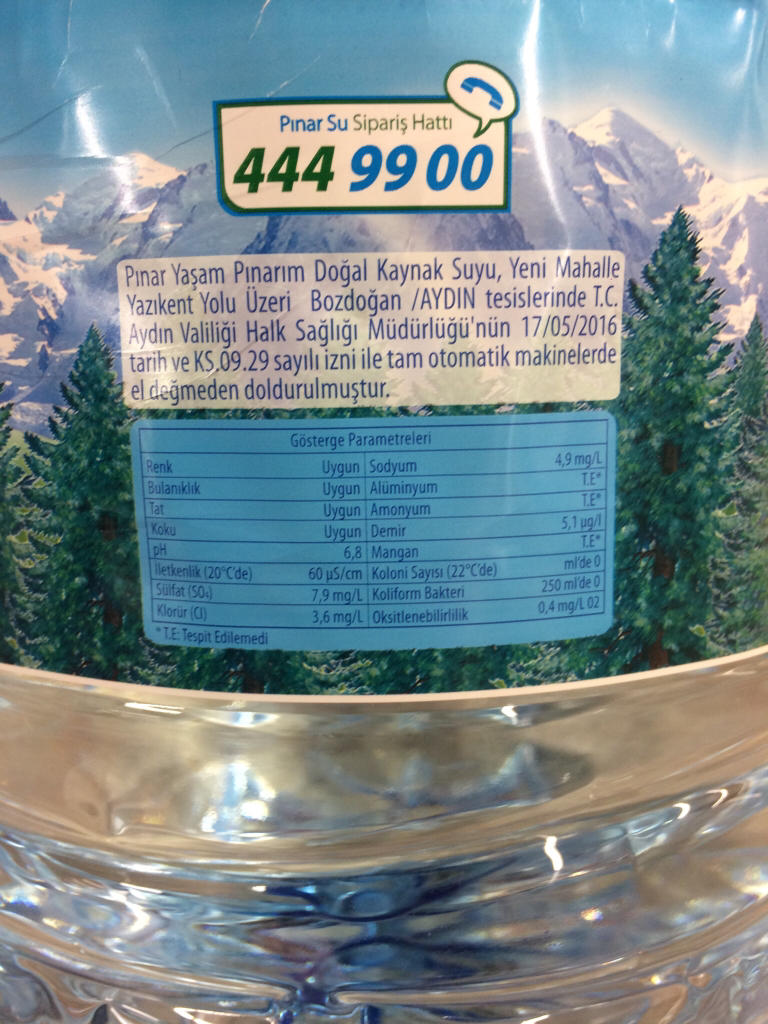 Pınar Su Sipariş Hattı
444 99 00
Pınar Yaşam Pınarım Doğal Kaynak Suyu, Yeni Mahalle
Yazıkent Yolu Üzeri Bozdoğan /AYDIN tesislerinde T.C.
Aydın Valiliği Halk Sağlığı Müdürlüğü'nün 17/05/2016
tarih ve KS.09.29 sayılı izni ile tam otomatik makinelerde
el değmeden doldurulmuştur.
Gösterge Parametreleri
Renk Uygun Sodyum 4,9 mg/L
Bulanıklık Uygun Alüminyum T.E*
Tat Uygun Amonyum T.E*
Koku Uygun Demir 5,1 µg/l
pH 6,8 Mangan T.E*
İletkenlik (20°C'de) 60 µS/cm Koloni Sayısı (22°C'de) ml'de 0
Sülfat (SO₄) 7,9 mg/L Koliform Bakteri 250 ml'de 0
Klorür (Cl) 3,6 mg/L Oksitlenebilirlilik 0,4 mg/L 02
* T.E: Tespit Edilemedi